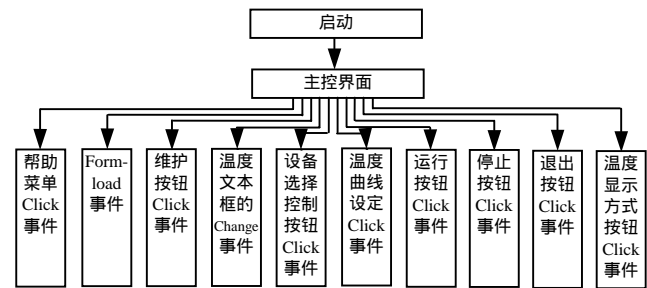 启动
主控界面
帮助
菜单
Click
事件
Form-
load
事件
维护
按钮
Click
事件
温度
文本
框的
Change
事件
设备
选择
控制
按钮
Click
事件
温度
曲线
设定
Click
事件
运行
按钮
Click
事件
停止
按钮
Click
事件
退出
按钮
Click
事件
温度
显示
方式
按钮
Click
事件